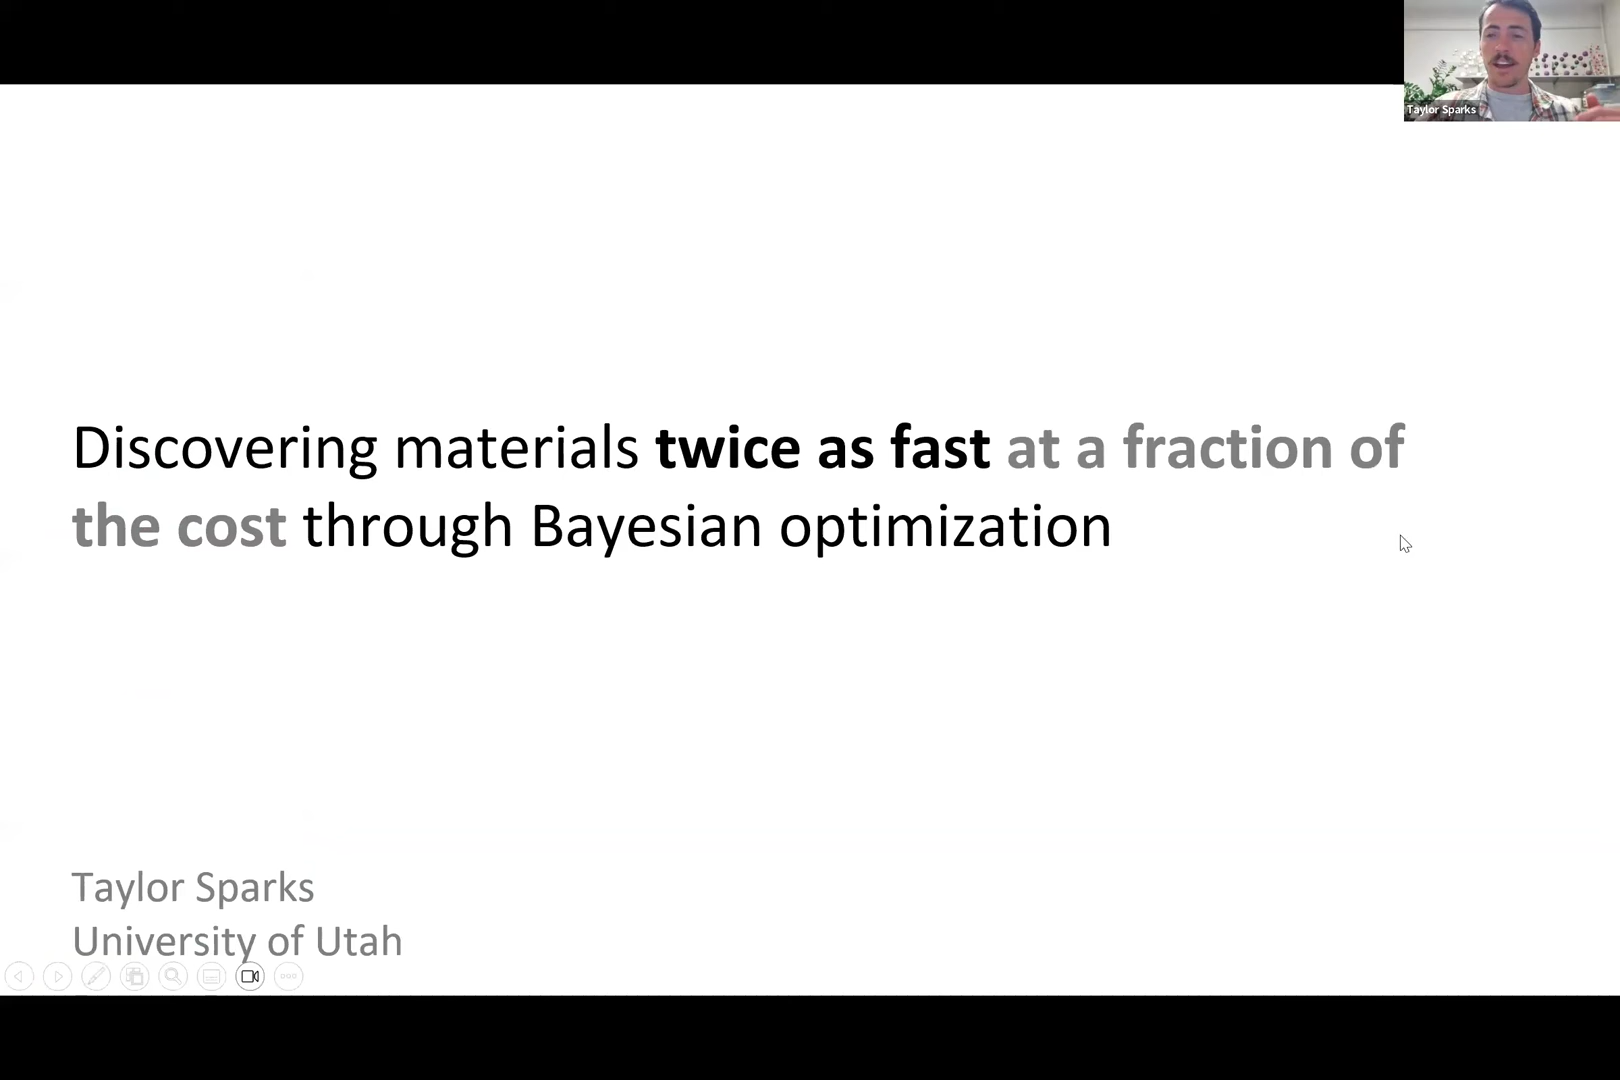 Taylor Sparks
Discovering materials twice as fast at a fraction of
the cost through Bayesian optimization
Taylor Sparks
University of Utah